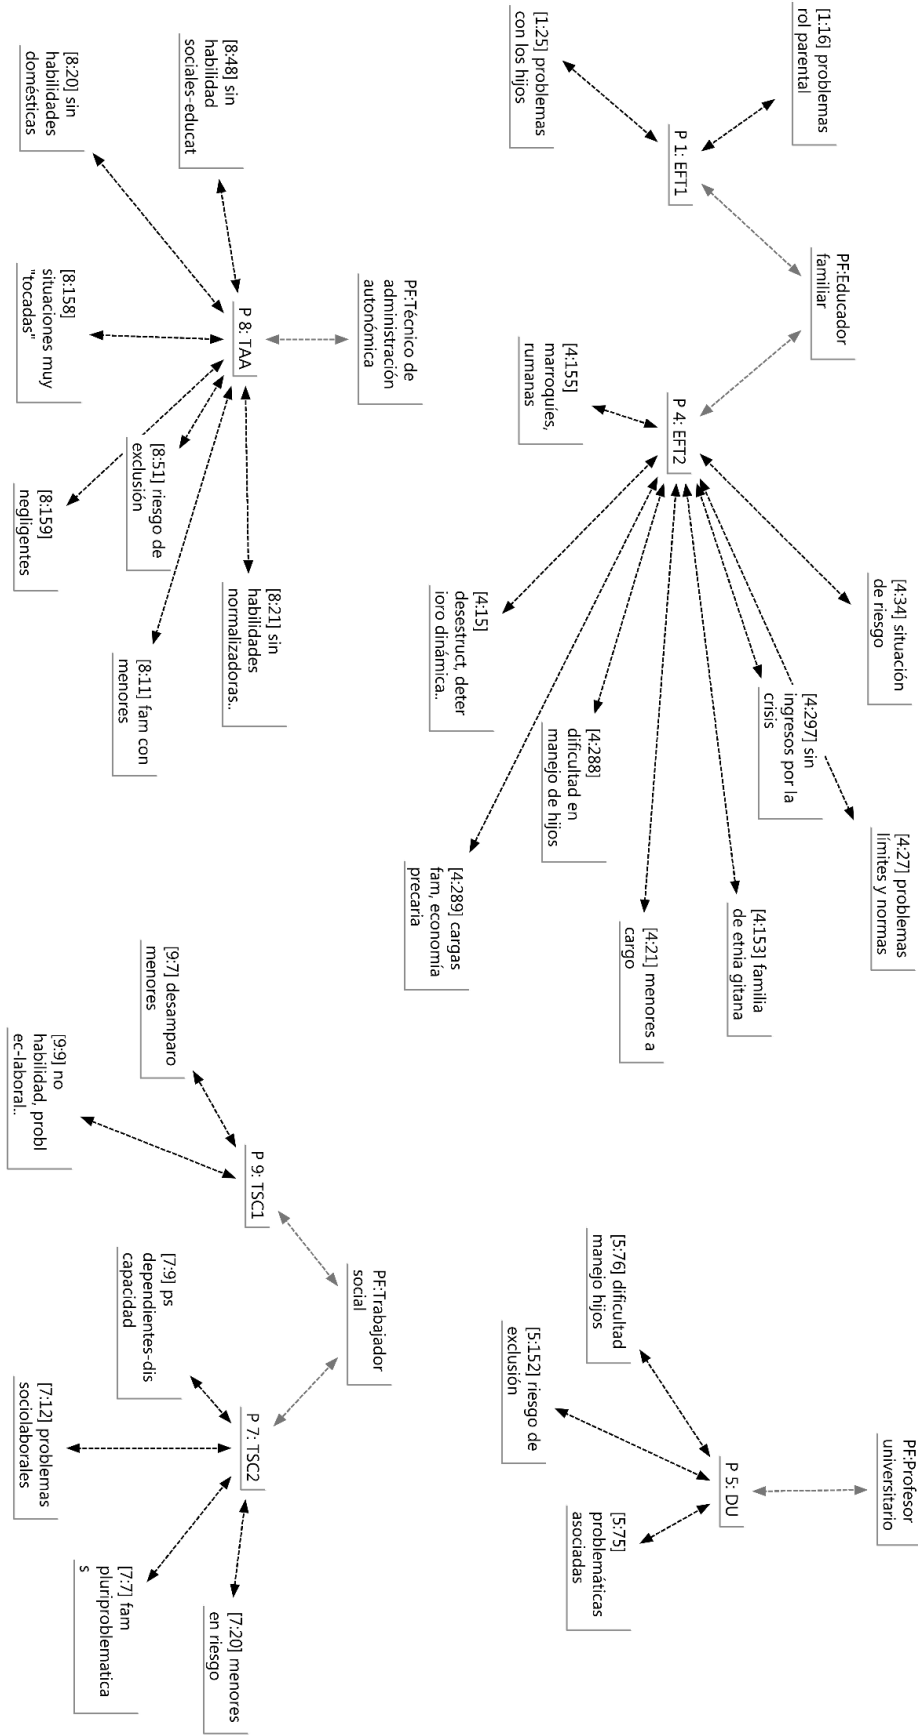 PF:Educador
familiar
[1:16] problemas
rol parental
[1:25] problemas
con los hijos
P 1: EFT1
P 4: EFT2
[4:155]
marroquíes,
rumanas
[4:34] situación
de riesgo
[4:297] sin
ingresos por la
crisis
[4:27] problemas
límites y normas
[4:15]
desestruct, deter
ioro dinámica..
[4:288]
dificultad en
manejo de hijos
[4:289] cargas
fam, economía
precaria
[4:21] menores a
cargo
[4:153] familia
de etnia gitana
PF:Profesor
universitario
P 5: DU
[5:76] dificultad
manejo hijos
[5:152] riesgo de
exclusión
[5:75]
problemáticas
asociadas
PF:Técnico de
administración
autonómica
P 8: TAA
[8:48] sin
habilidad
sociales-educat
[8:20] sin
habilidades
domésticas
[8:158]
situaciones muy
"tocadas"
[8:51] riesgo de
exclusión
[8:159]
negligentes
[8:21] sin
habilidades
normalizadoras..
[8:11] fam con
menores
PF:Trabajador
social
P 9: TSC1
[9:7] desamparo
menores
[9:9] no
habilidad, probl
ec-laboral..
P 7: TSC2
[7:9] ps
dependientes-dis
capacidad
[7:12] problemas
sociolaborales
[7:7] fam
pluriproblematica
s
[7:20] menores
en riesgo